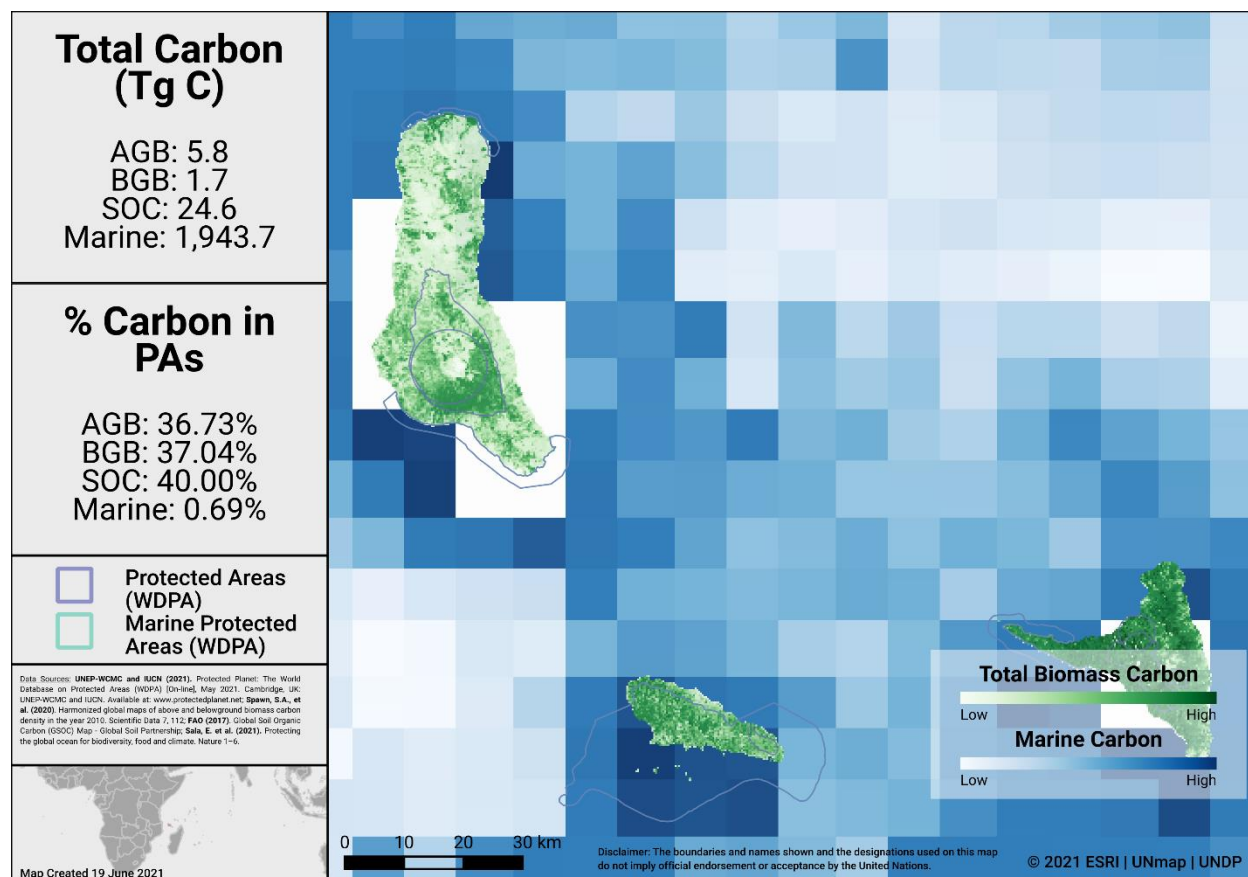 Total Carbon
(Tg C)
AGB: 5.8
BGB: 1.7
SOC: 24.6
Marine: 1,943.7
% Carbon in
PAs
AGB: 36.73%
BGB: 37.04%
SOC: 40.00%
Marine: 0.69%
Protected Areas
(WDPA)
Marine Protected
Areas (WDPA)
Data Sources: UNEP-WCMC and IUCN (2021). Protected Planet: The World
Database on Protected Areas (WDPA) [On-line], May 2021. Cambridge, UK:
UNEP-WCMC and IUCN. Available at: www.protectedplanet.net; Spawn, S.A., et
al. (2020). Harmonized global maps of above and belowground biomass carbon
density in the year 2010. Scientific Data 7, 112; FAO (2017). Global Soil Organic
Carbon (GSOC) Map - Global Soil Partnership; Sala, E. et al. (2021). Protecting
the global ocean for biodiversity, food and climate. Nature 1–6.
Map Created 19 June 2021
0 10 20 30 km
Disclaimer: The boundaries and names shown and the designations used on this map
do not imply official endorsement or acceptance by the United Nations.
Total Biomass Carbon
Low High
Marine Carbon
Low High
© 2021 ESRI | UNmap | UNDP